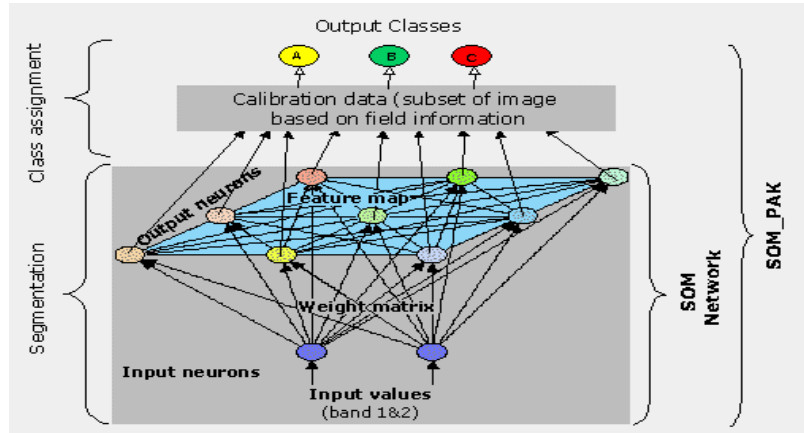 Output Classes
A
B
C
Calibration data (subset of image
based on field information
Class assignment
Output neurons
Feature map
Segmentation
Weight matrix
SOM
Network
SOM_PAK
Input neurons
Input values
(band 1&2)